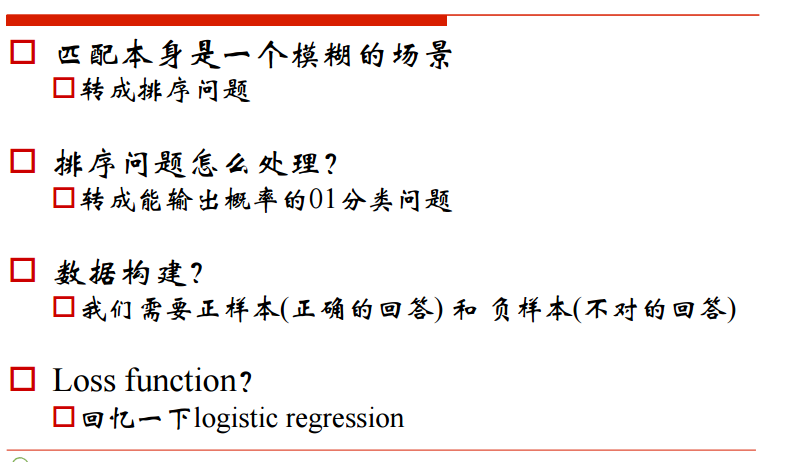 匹配本身是一个模糊的场景
转成排序问题
排序问题怎么处理？
转成能输出概率的01分类问题
数据构建？
我们需要正样本(正确的回答) 和 负样本(不对的回答)
Loss function？
回忆一下logistic regression